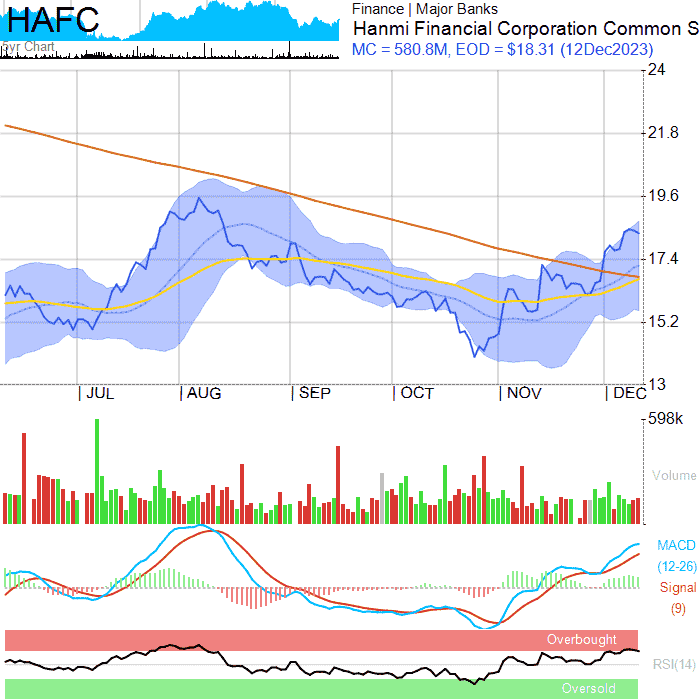 HAFC
5yr Chart
Finance | Major Banks
Hanmi Financial Corporation Common S
MC = 580.8M, EOD = $18.31 (12Dec2023)
24
21.8
19.6
17.4
15.2
13
JUL AUG SEP OCT NOV DEC
598k
Volume
MACD
(12-26)
Signal
(9)
Overbought
RSI(14)
Oversold